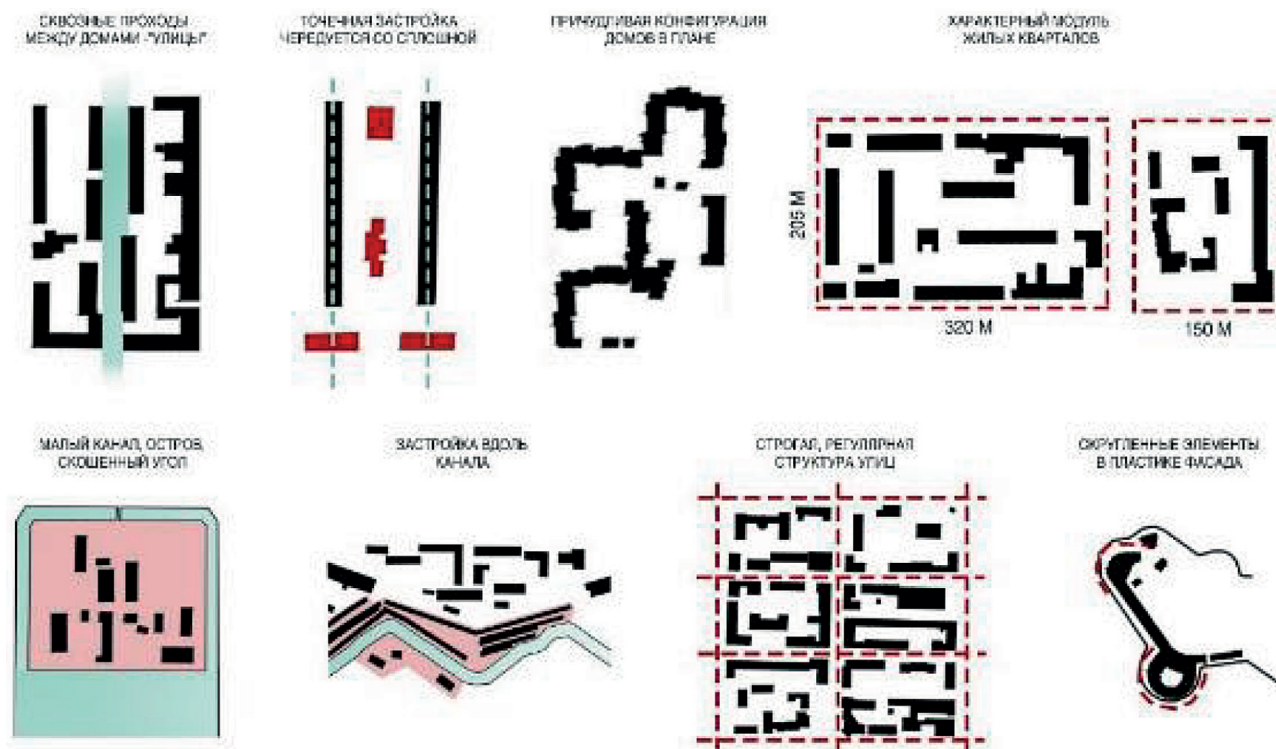 СКВОЗНЫЕ ПРОХОДЫ
МЕЖДУ ДОМАМИ -"УЛИЦЫ"
ТОЧЕЧНАЯ ЗАСТРОЙКА
ЧЕРЕДУЕТСЯ СО СПЛОШНОЙ
ПРИЧУДЛИВАЯ КОНФИГУРАЦИЯ
ДОМОВ В ПЛАНЕ
ХАРАКТЕРНЫЙ МОДУЛЬ
ЖИЛЫХ КВАРТАЛОВ
205 М
320 М
150 М
МАЛЫЙ КАНАЛ, ОСТРОВ,
СКОШЕННЫЙ УГОЛ
ЗАСТРОЙКА ВДОЛЬ
КАНАЛА
СТРОГАЯ, РЕГУЛЯРНАЯ
СТРУКТУРА УЛИЦ
СКРУГЛЕННЫЕ ЭЛЕМЕНТЫ
В ПЛАСТИКЕ ФАСАДА